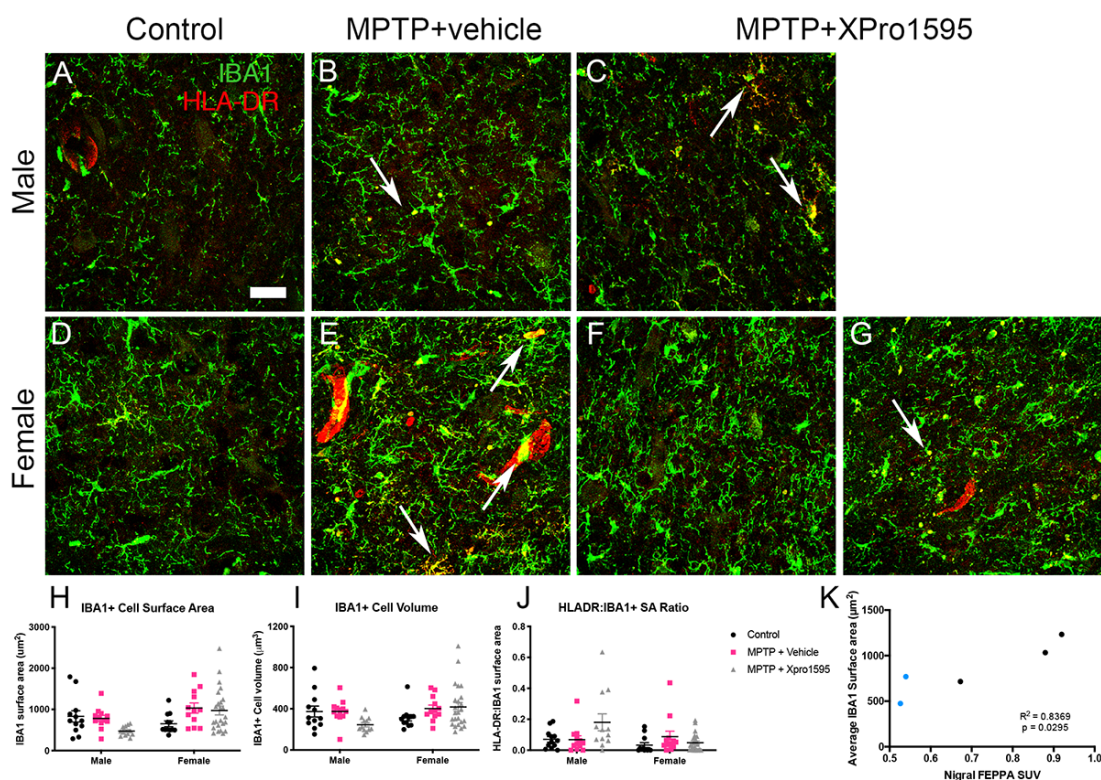 Control MPTP+vehicle MPTP+XPro1595
Male
A
IBA1
HLA-DR
B
C
Female
D
E
F
G
H
IBA1+ Cell Surface Area
IBA1 surface area (um²)
3000
2000
1000
0
Male Female
I
IBA1+ Cell Volume
IBA1+ Cell volume (μm³)
1200
800
400
0
Male Female
J
HLADR:IBA1+ SA Ratio
HLA-DR:IBA1 surface area
0.8
0.6
0.4
0.2
0.0
Male Female
Control
MPTP + Vehicle
MPTP + Xpro1595
K
Average IBA1 Surface area (μm²)
1500
1000
500
0
R² = 0.8369
p = 0.0295
0.5 0.6 0.7 0.8 0.9 1.0
Nigral FEPPA SUV